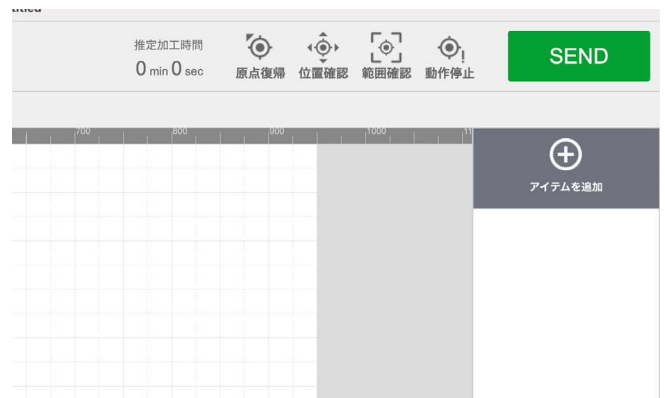 推定加工時間
0 min 0 sec
原点復帰
位置確認
範囲確認
動作停止
SEND
700
800
900
1000
アイテムを追加